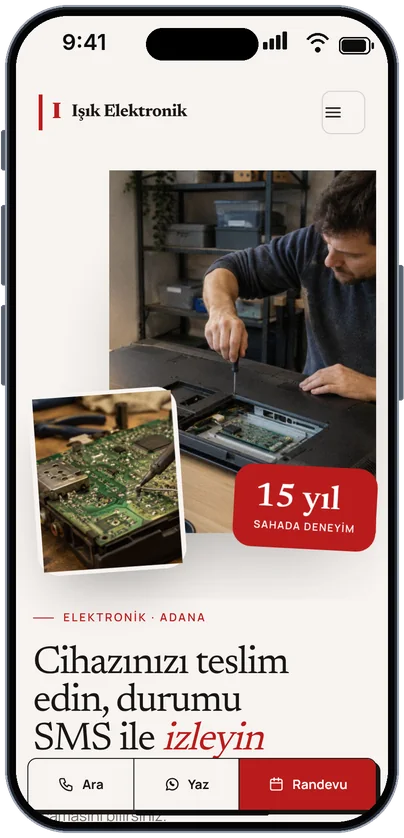 9:41
I Işık Elektronik
15 yıl
SAHADA DENEYİM
ELEKTRONİK · ADANA
Cihazınızı teslim
edin, durumu
SMS ile izleyin
Ara
Yaz
Randevu
bilirsiniz.